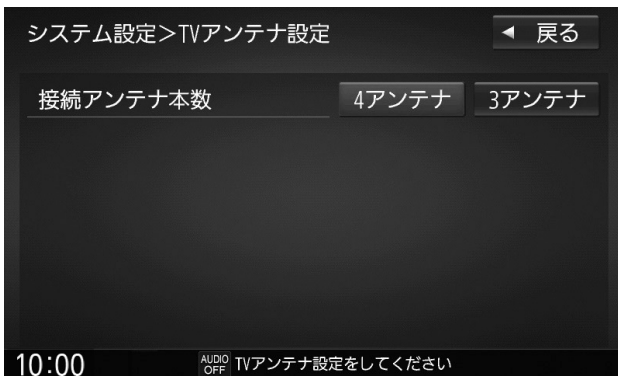 システム設定>TVアンテナ設定 ◀ 戻る
接続アンテナ本数 4アンテナ 3アンテナ
10:00 AUDIO OFF TVアンテナ設定をしてください